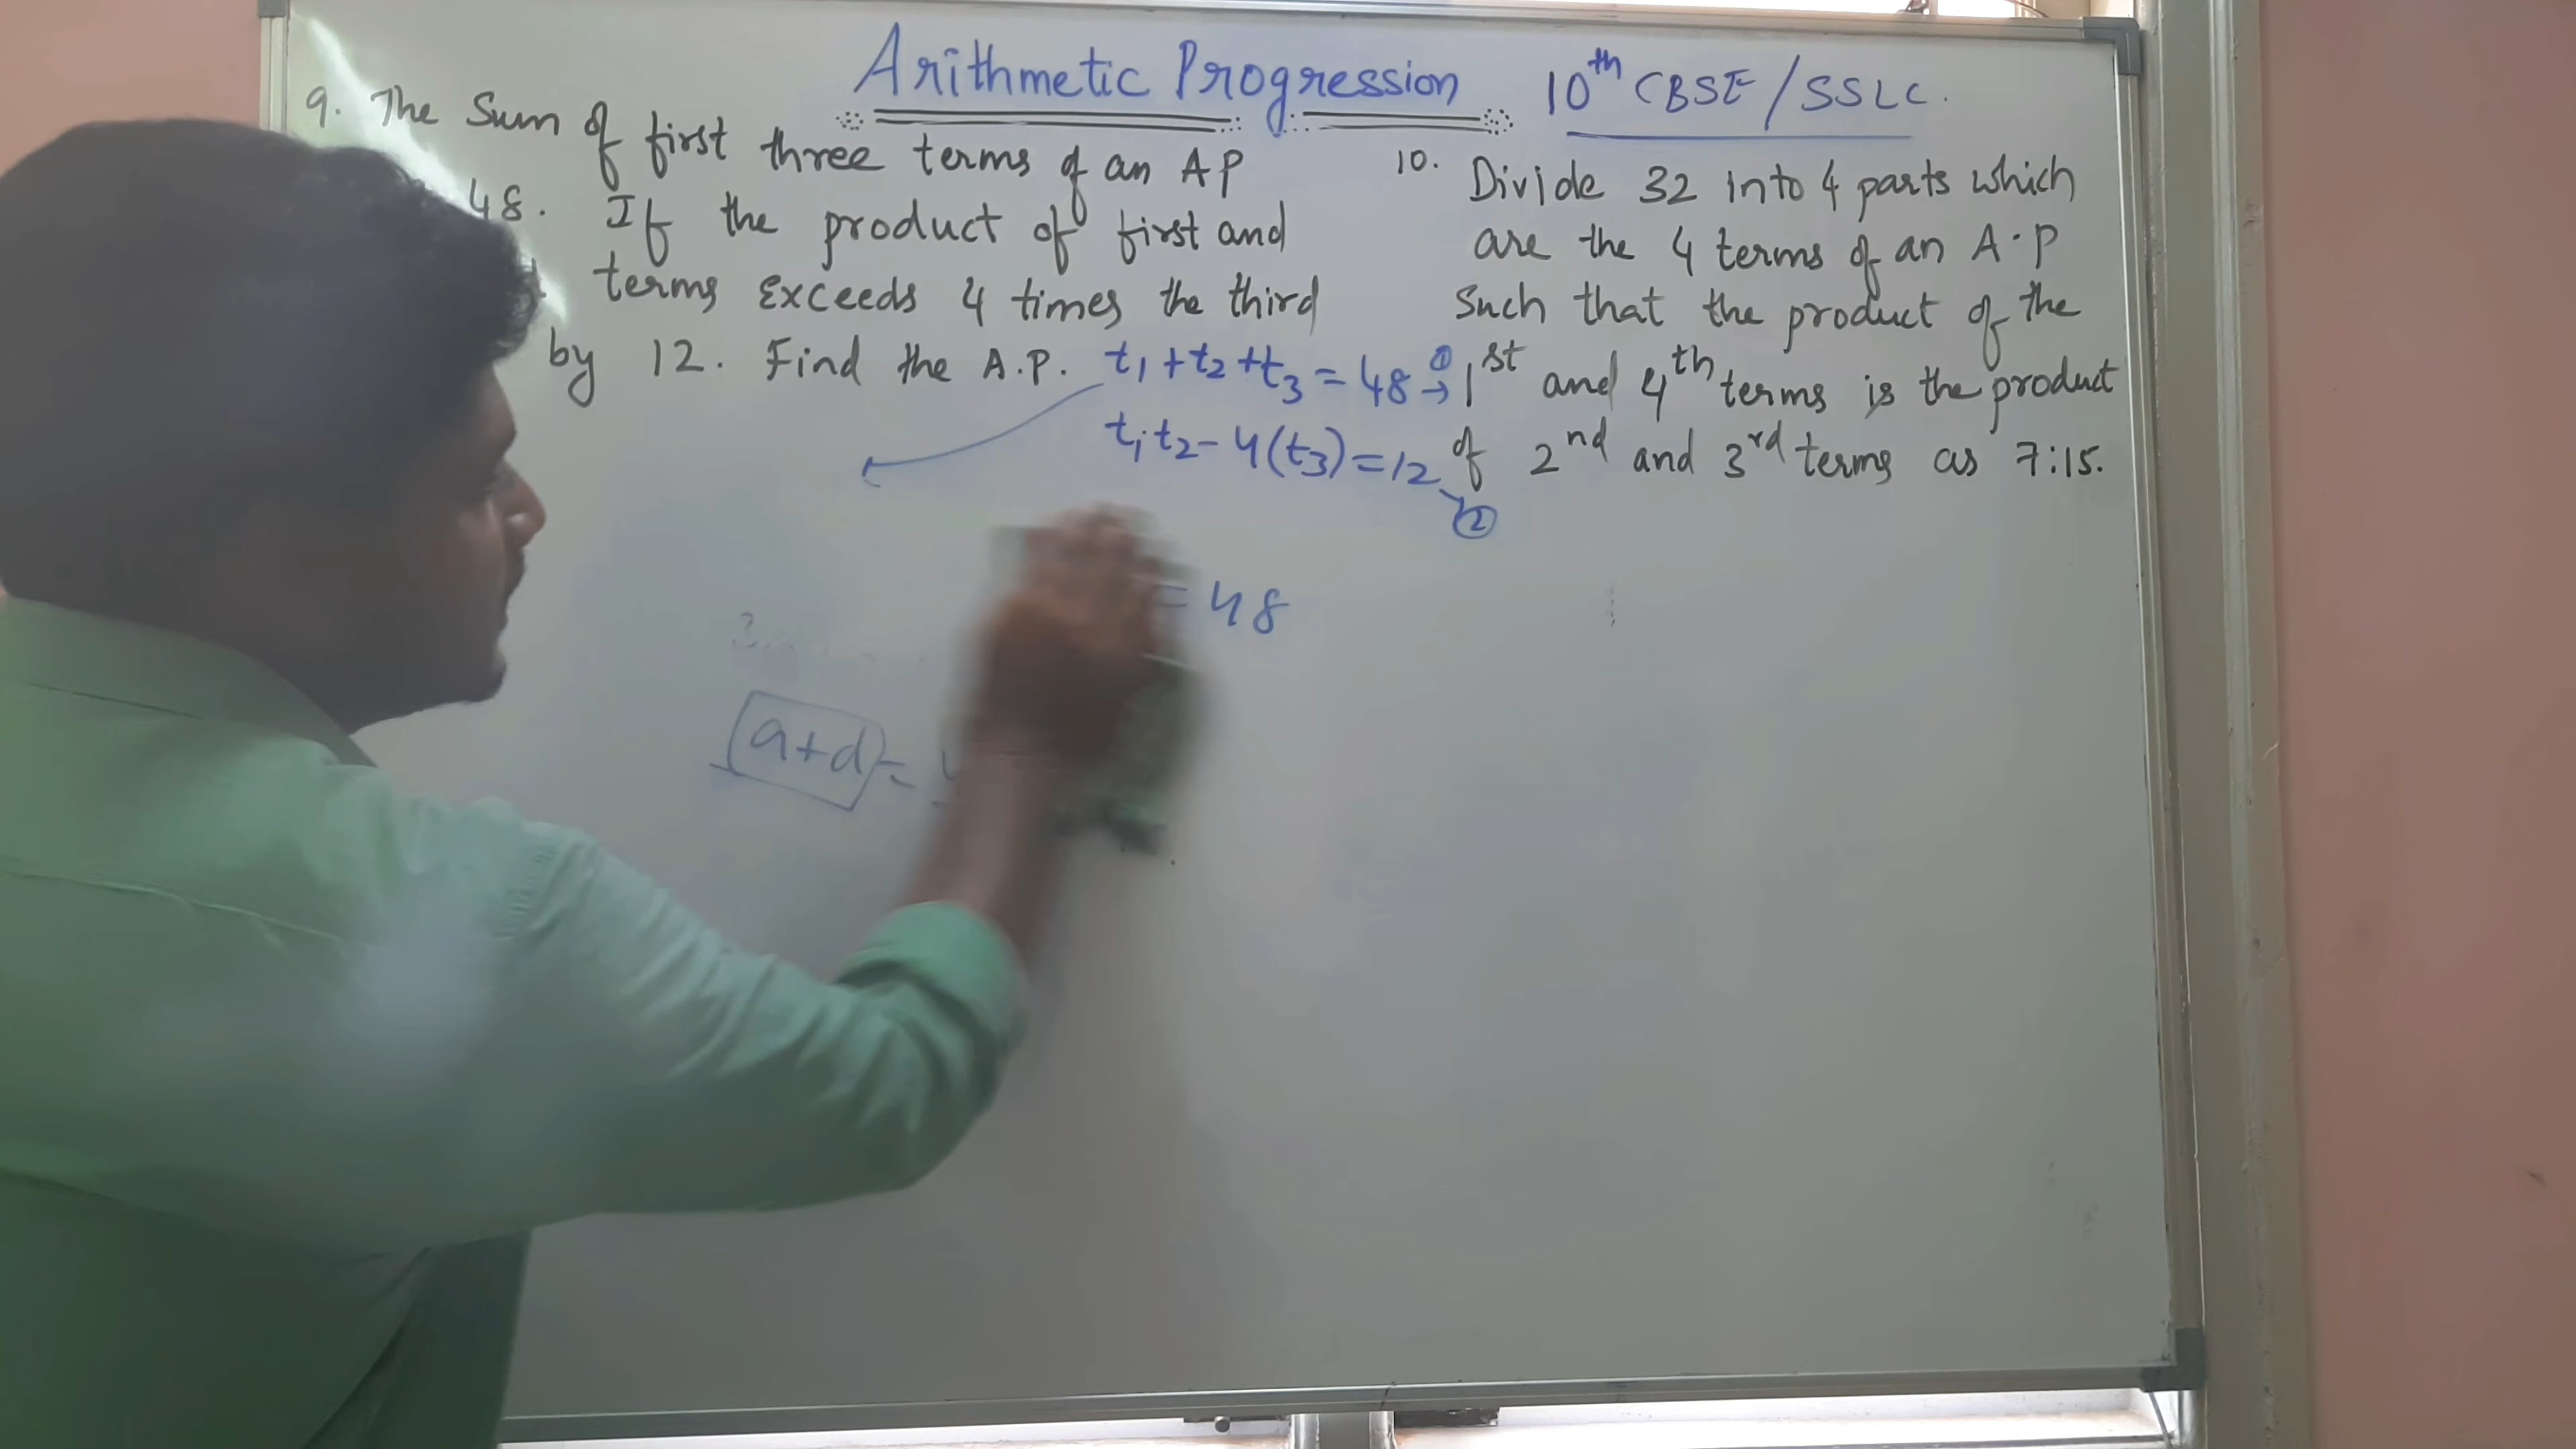 Arithmetic Progression
10th CBSE/SSLC.
9. The Sum of first three terms of an AP
48. If the product of first and
terms Exceeds 4 times the third
by 12. Find the A.P.
t1 + t2 + t3 = 48 → ①
t1 t2 - 4(t3) = 12
②
= 48
a+d =
10. Divide 32 into 4 parts which
are the 4 terms of an A.P
Such that the product of the
1st and 4th terms is the product
of 2nd and 3rd terms as 7:15.